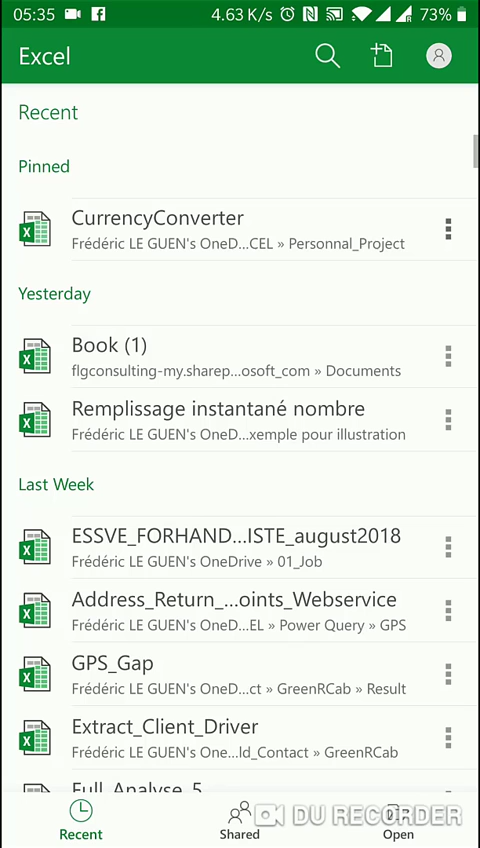 05:35 4.63 K/s 73%
Excel
Recent
Pinned
CurrencyConverter
Frédéric LE GUEN's OneD...CEL » Personnal_Project
Yesterday
Book (1)
flgconsulting-my.sharep...osoft_com » Documents
Remplissage instantané nombre
Frédéric LE GUEN's OneD...xemple pour illustration
Last Week
ESSVE_FORHAND...ISTE_august2018
Frédéric LE GUEN's OneDrive » 01_Job
Address_Return_...oints_Webservice
Frédéric LE GUEN's OneD...EL » Power Query » GPS
GPS_Gap
Frédéric LE GUEN's OneD...ct » GreenRCab » Result
Extract_Client_Driver
Frédéric LE GUEN's One...ld_Contact » GreenRCab
Full_Analyse_5
DU RECORDER
Recent Shared Open